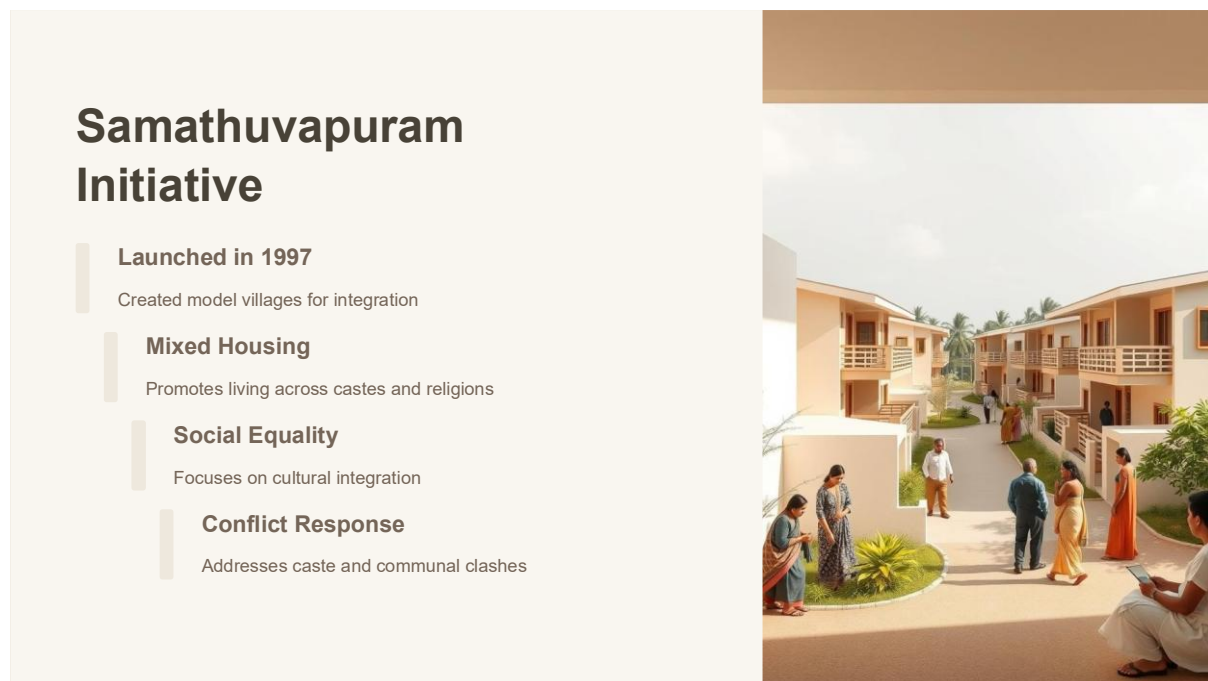 Samathuvapuram
Initiative
Launched in 1997
Created model villages for integration
Mixed Housing
Promotes living across castes and religions
Social Equality
Focuses on cultural integration
Conflict Response
Addresses caste and communal clashes